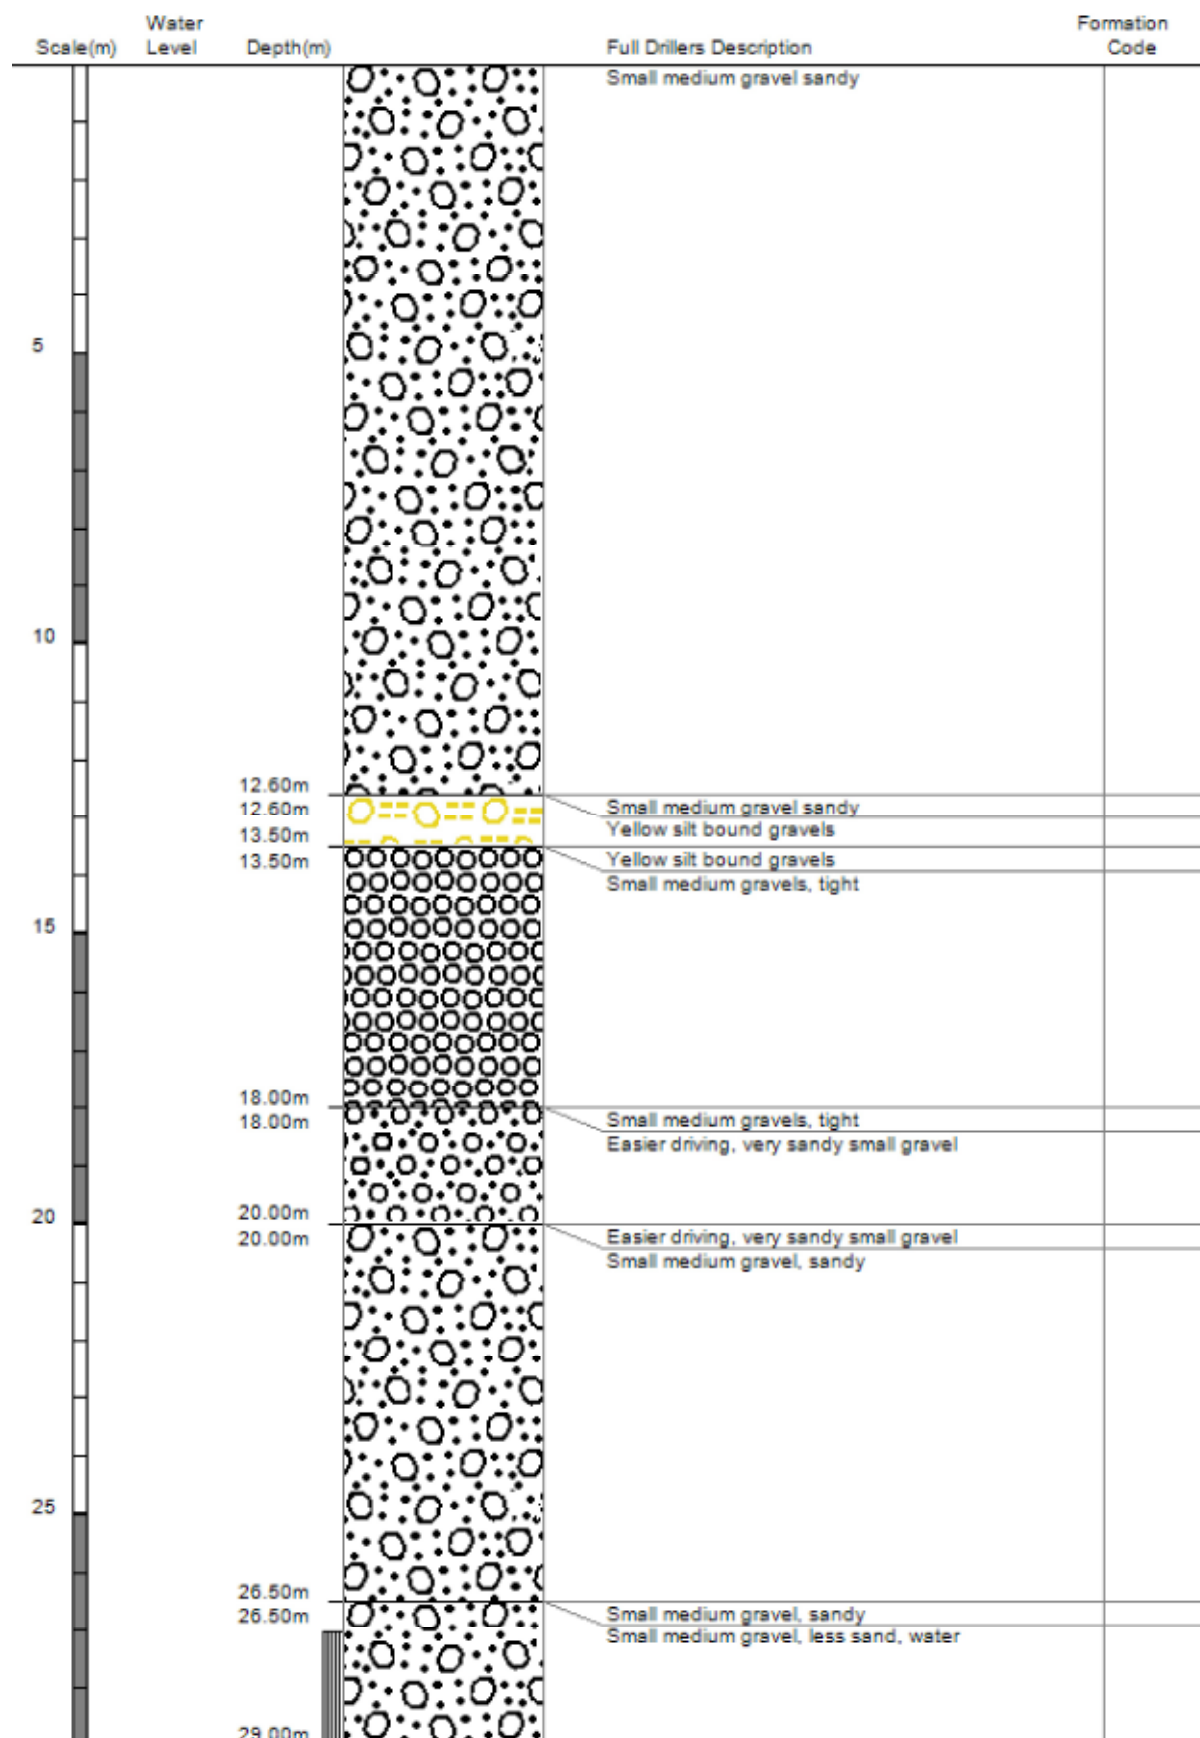 Water Formation
Scale(m) Level Depth(m) Full Drillers Description Code
Small medium gravel sandy
5
10
12.60m
12.60m Small medium gravel sandy
13.50m Yellow silt bound gravels
13.50m Yellow silt bound gravels
Small medium gravels, tight
15
18.00m
18.00m Small medium gravels, tight
Easier driving, very sandy small gravel
20 20.00m
20.00m Easier driving, very sandy small gravel
Small medium gravel, sandy
25
26.50m
26.50m Small medium gravel, sandy
Small medium gravel, less sand, water
29.00m